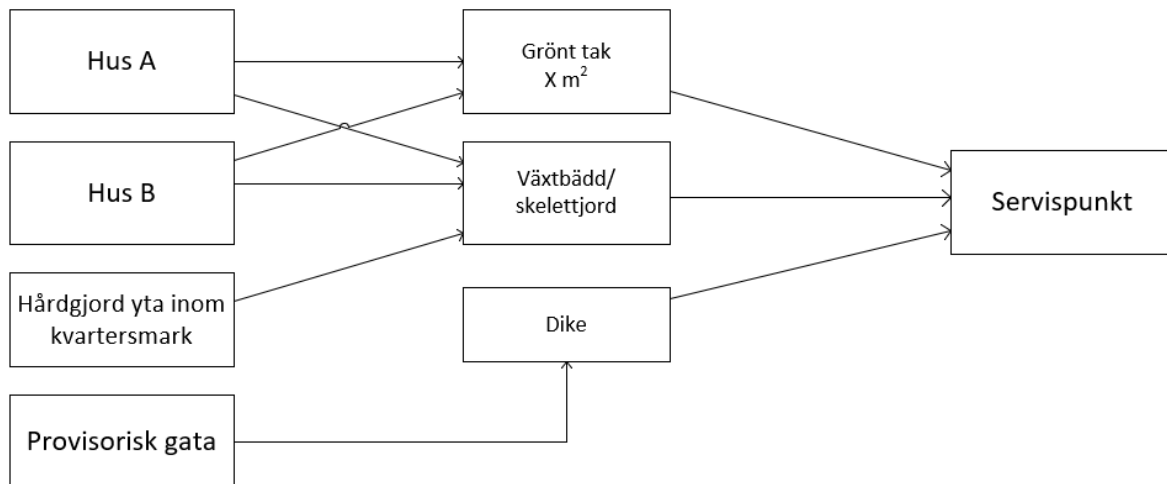 Hus A
Grönt tak
X m²
Hus B
Växtbädd/
skelettjord
Servispunkt
Hårdgjord yta inom
kvartersmark
Dike
Provisorisk gata